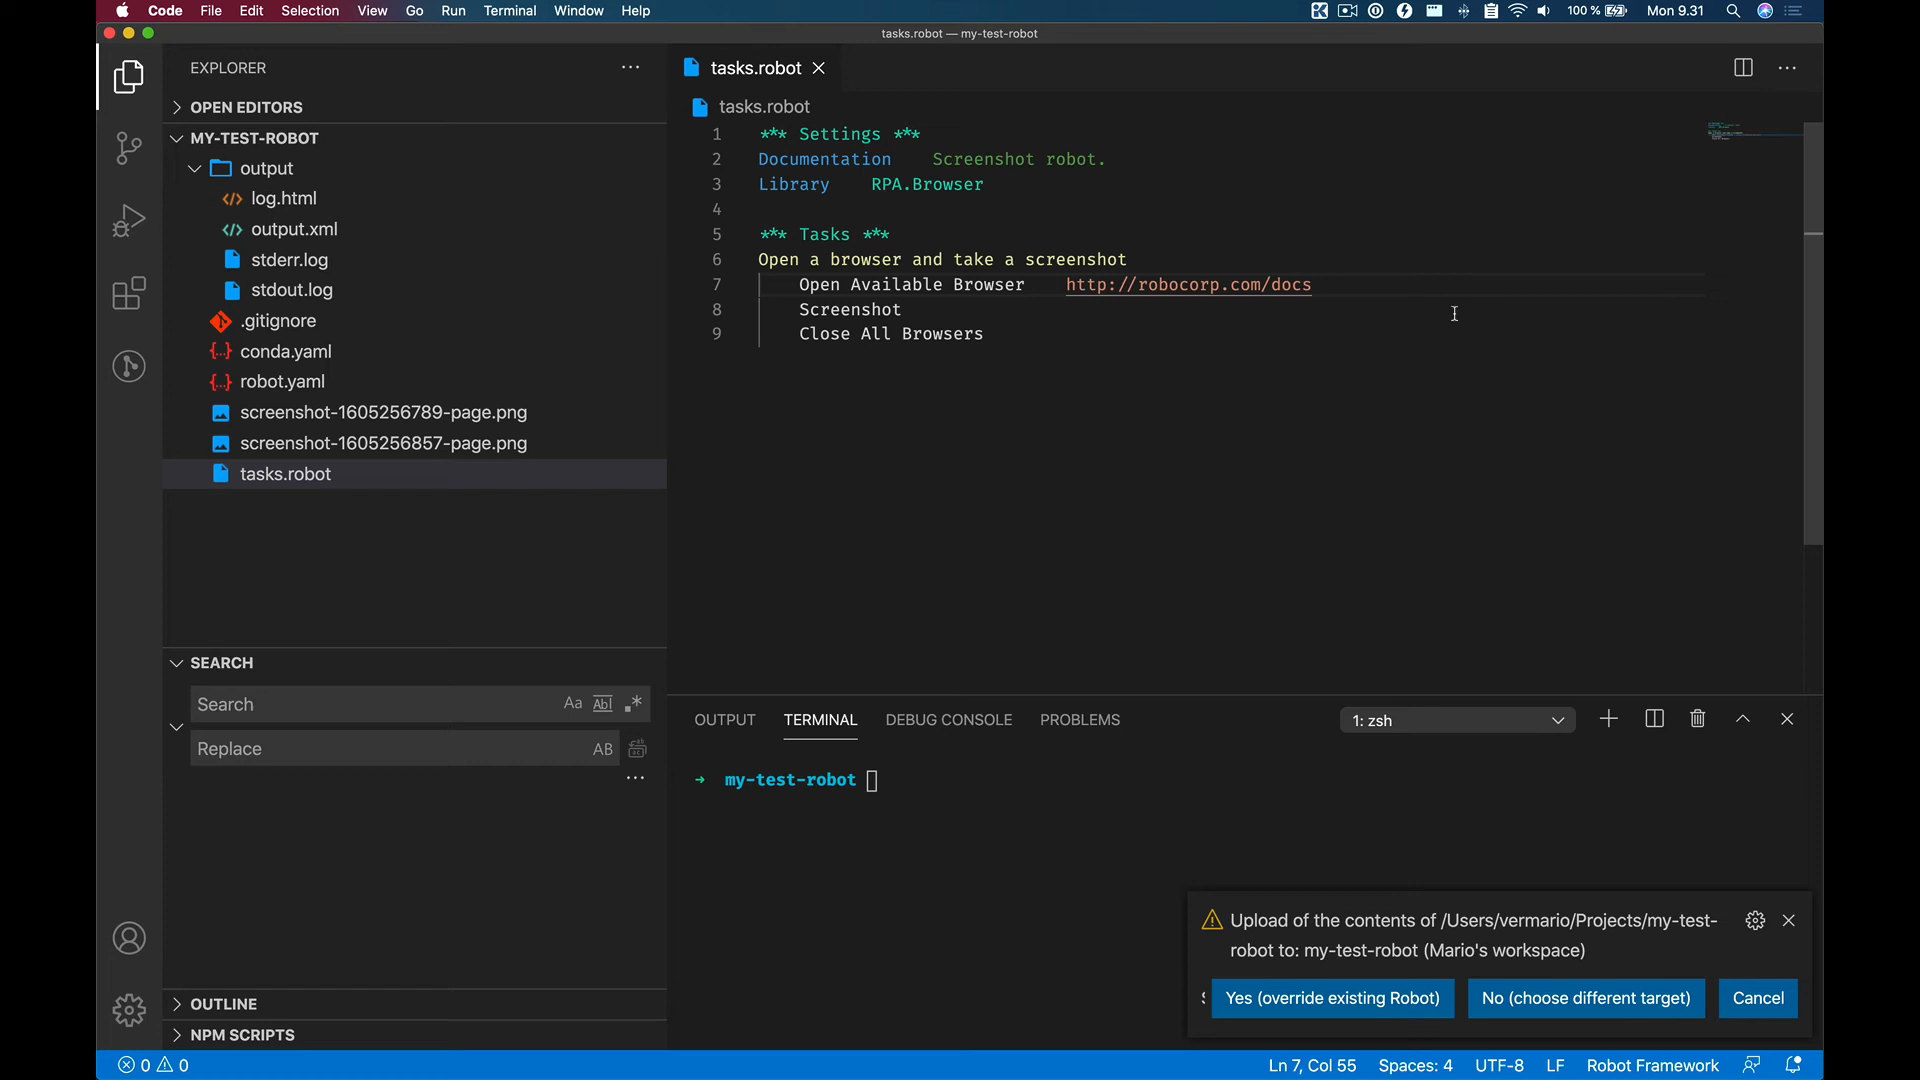 Code File Edit Selection View Go Run Terminal Window Help 100 % Mon 9.31
tasks.robot — my-test-robot
EXPLORER
OPEN EDITORS
MY-TEST-ROBOT
output
log.html
output.xml
stderr.log
stdout.log
.gitignore
conda.yaml
robot.yaml
screenshot-1605256789-page.png
screenshot-1605256857-page.png
tasks.robot
SEARCH
Search Aa Abl .*
Replace AB
OUTLINE
NPM SCRIPTS
tasks.robot
tasks.robot
1 *** Settings ***
2 Documentation    Screenshot robot.
3 Library    RPA.Browser
4
5 *** Tasks ***
6 Open a browser and take a screenshot
7     Open Available Browser    http://robocorp.com/docs
8     Screenshot
9     Close All Browsers
OUTPUT TERMINAL DEBUG CONSOLE PROBLEMS 1: zsh
→ my-test-robot
Upload of the contents of /Users/vermario/Projects/my-test-
robot to: my-test-robot (Mario's workspace)
Yes (override existing Robot) No (choose different target) Cancel
0 0 Ln 7, Col 55 Spaces: 4 UTF-8 LF Robot Framework